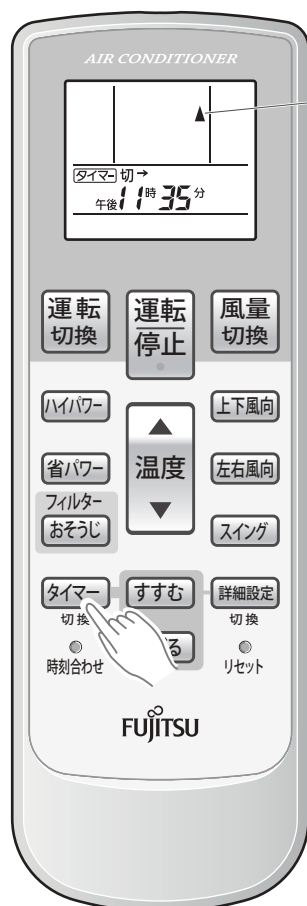 AIR CONDITIONER
タイマー 切→
午後 11時 35分
運転切換
運転停止
風量切換
ハイパワー
上下風向
省パワー
温度
左右風向
フィルター
おそうじ
スイング
タイマー
すすむ
詳細設定
切換
切換
る
時刻合わせ
リセット
FUJITSU